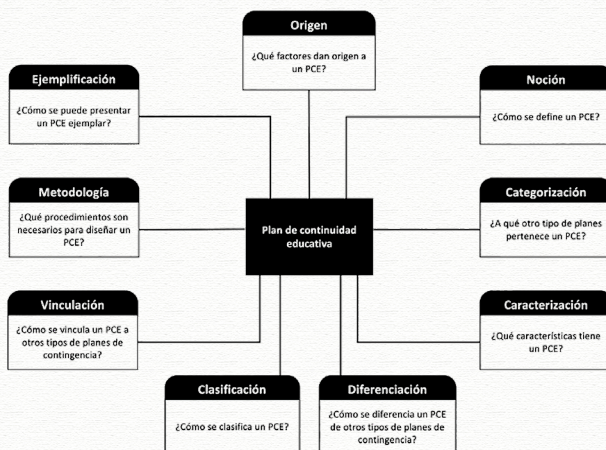 Origen
¿Qué factores dan origen a
un PCE?
Ejemplificación
¿Cómo se puede presentar
un PCE ejemplar?
Noción
¿Cómo se define un PCE?
Metodología
¿Qué procedimientos son
necesarios para diseñar un
PCE?
Plan de continuidad
educativa
Categorización
¿A qué otro tipo de planes
pertenece un PCE?
Vinculación
¿Cómo se vincula un PCE a
otros tipos de planes de
contingencia?
Caracterización
¿Qué características tiene
un PCE?
Clasificación
¿Cómo se clasifica un PCE?
Diferenciación
¿Cómo se diferencia un PCE
de otros tipos de planes de
contingencia?